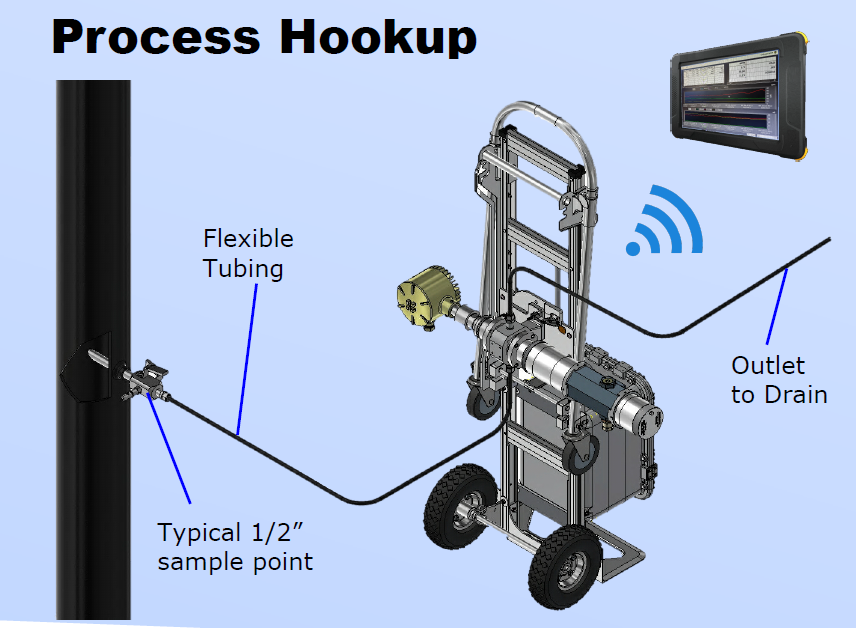 Process Hookup
Flexible
Tubing
Outlet
to Drain
Typical 1/2”
sample point